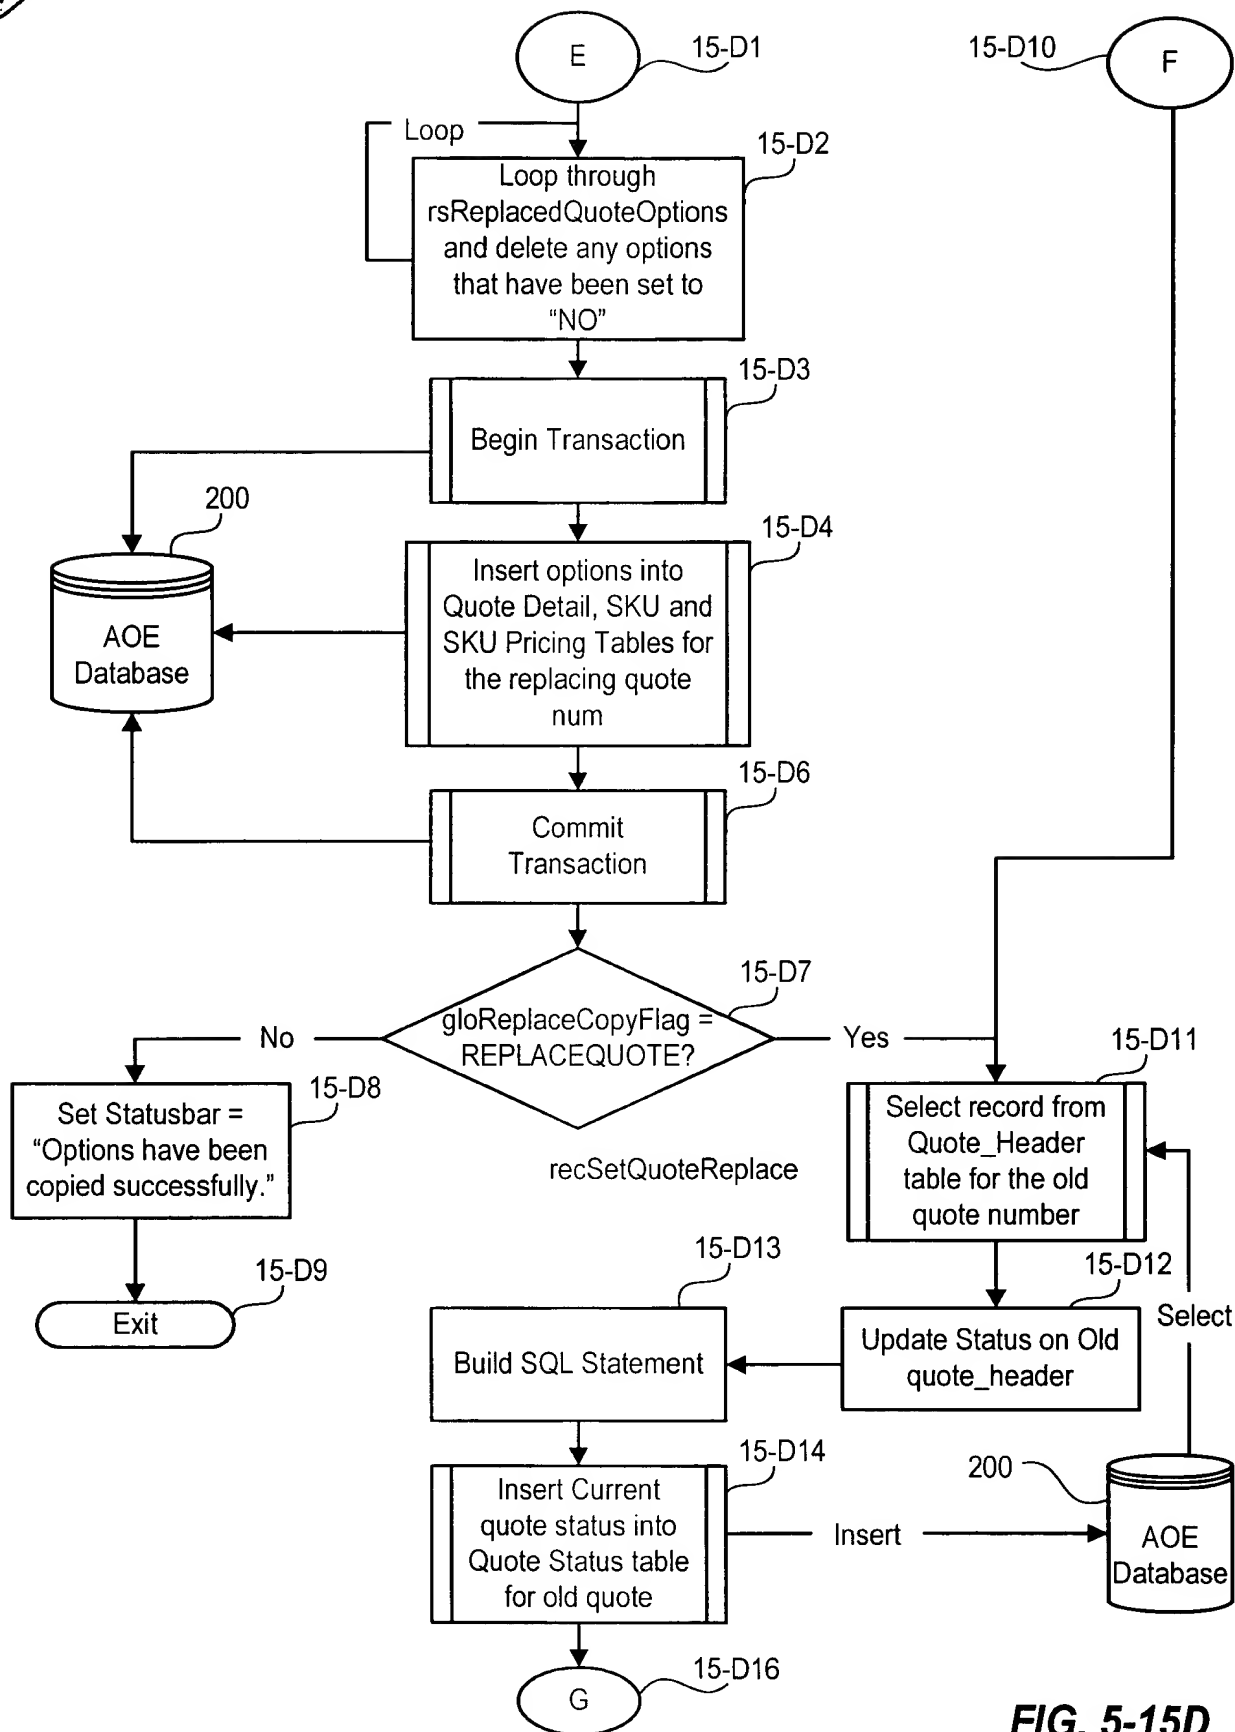 E
15-D1
15-D10
F
Loop
15-D2
Loop through
rsReplacedQuoteOptions
and delete any options
that have been set to
“NO”
15-D3
Begin Transaction
200
AOE
Database
15-D4
Insert options into
Quote Detail, SKU and
SKU Pricing Tables for
the replacing quote
num
15-D6
Commit
Transaction
15-D7
gloReplaceCopyFlag =
REPLACEQUOTE?
No
Yes
15-D8
Set Statusbar =
“Options have been
copied successfully.”
15-D9
Exit
recSetQuoteReplace
15-D11
Select record from
Quote_Header
table for the old
quote number
15-D12
Update Status on Old
quote_header
Select
15-D13
Build SQL Statement
15-D14
Insert Current
quote status into
Quote Status table
for old quote
Insert
200
AOE
Database
15-D16
G
FIG. 5-15D